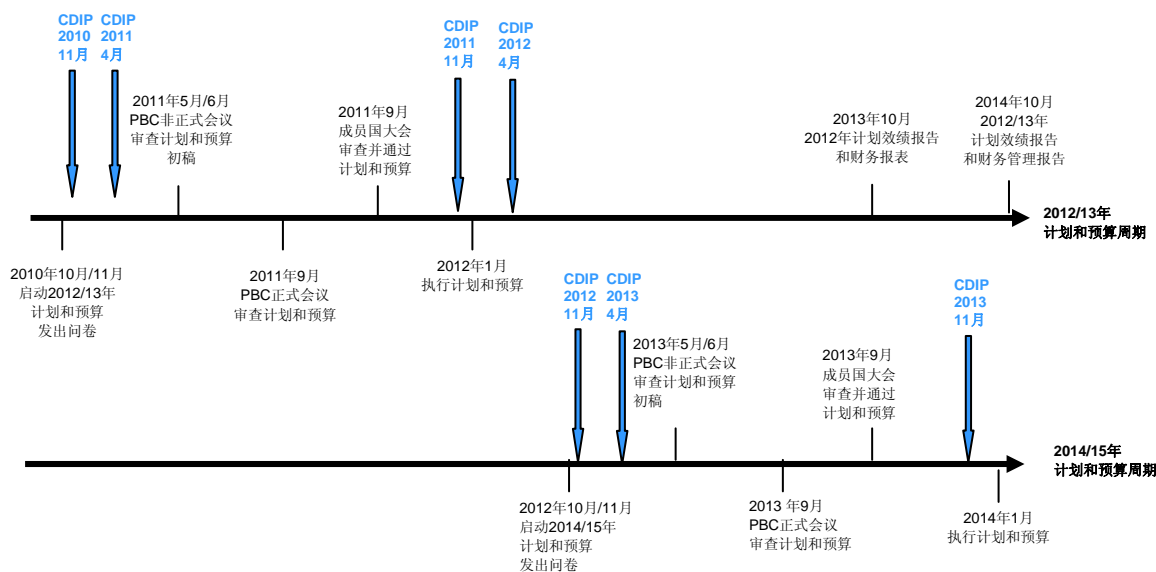 CDIP
2010
11月
CDIP
2011
4月
2011年5月/6月
PBC非正式会议
审查计划和预算
初稿
2011年9月
成员国大会
审查并通过
计划和预算
CDIP
2011
11月
CDIP
2012
4月
2013年10月
2012年计划效绩报告
和财务报表
2014年10月
2012/13年
计划效绩报告
和财务管理报告
2012/13年
计划和预算周期
2010年10月/11月
启动2012/13年
计划和预算
发出问卷
2011年9月
PBC正式会议
审查计划和预算
2012年1月
执行计划和预算
CDIP
2012
11月
CDIP
2013
4月
2013年5月/6月
PBC非正式会议
审查计划和预算
初稿
2013年9月
成员国大会
审查并通过
计划和预算
CDIP
2013
11月
2014/15年
计划和预算周期
2012年10月/11月
启动2014/15年
计划和预算
发出问卷
2013 年9月
PBC正式会议
审查计划和预算
2014年1月
执行计划和预算